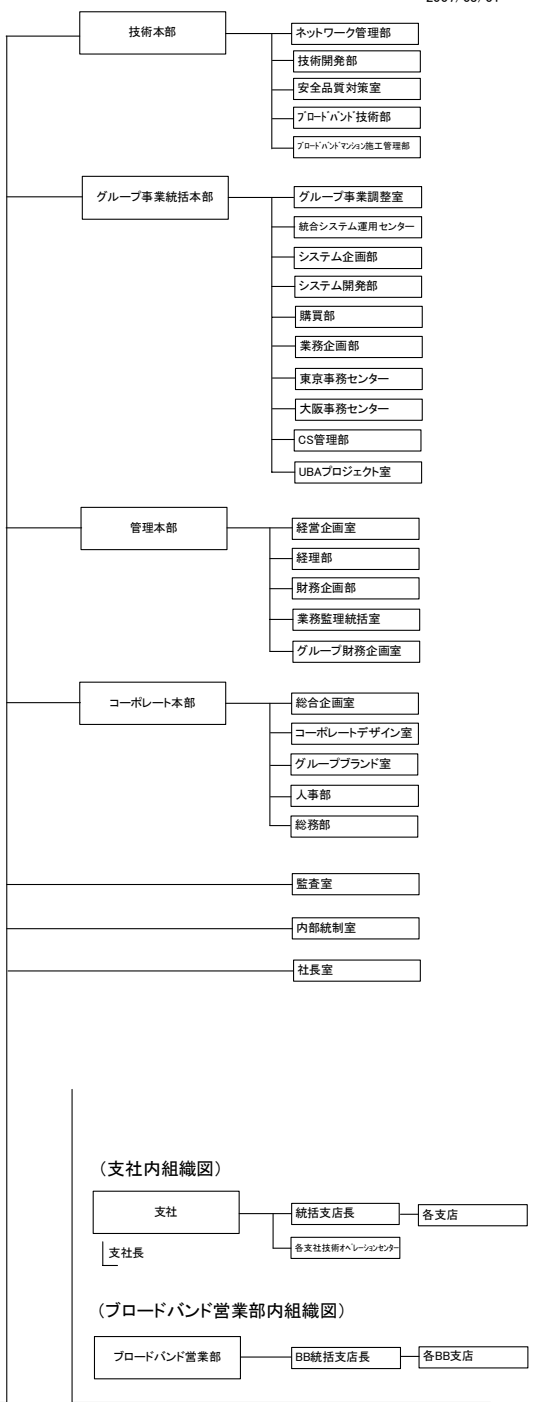 技術本部
ネットワーク管理部
技術開発部
安全品質対策室
ブロードバンド技術部
ブロードバンドマンション施工管理部
グループ事業統括本部
グループ事業調整室
統合システム運用センター
システム企画部
システム開発部
購買部
業務企画部
東京事務センター
大阪事務センター
CS管理部
UBAプロジェクト室
管理本部
経営企画室
経理部
財務企画部
業務監理統括室
グループ財務企画室
コーポレート本部
総合企画室
コーポレートデザイン室
グループブランド室
人事部
総務部
監査室
内部統制室
社長室
(支社内組織図)
支社
統括支店長
各支店
支社長
各支社技術オペレーションセンター
(ブロードバンド営業部内組織図)
ブロードバンド営業部
BB統括支店長
各BB支店